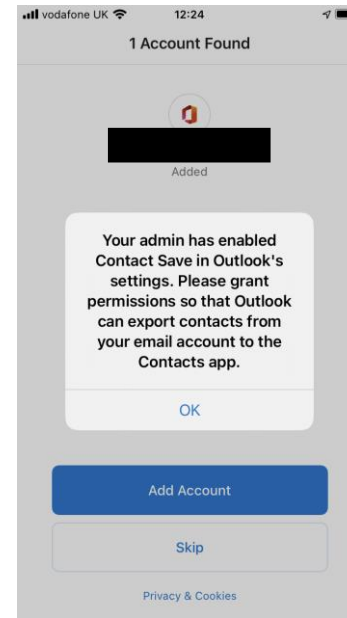 vodafone UK 12:24
1 Account Found
Added
Your admin has enabled
Contact Save in Outlook's
settings. Please grant
permissions so that Outlook
can export contacts from
your email account to the
Contacts app.
OK
Add Account
Skip
Privacy & Cookies